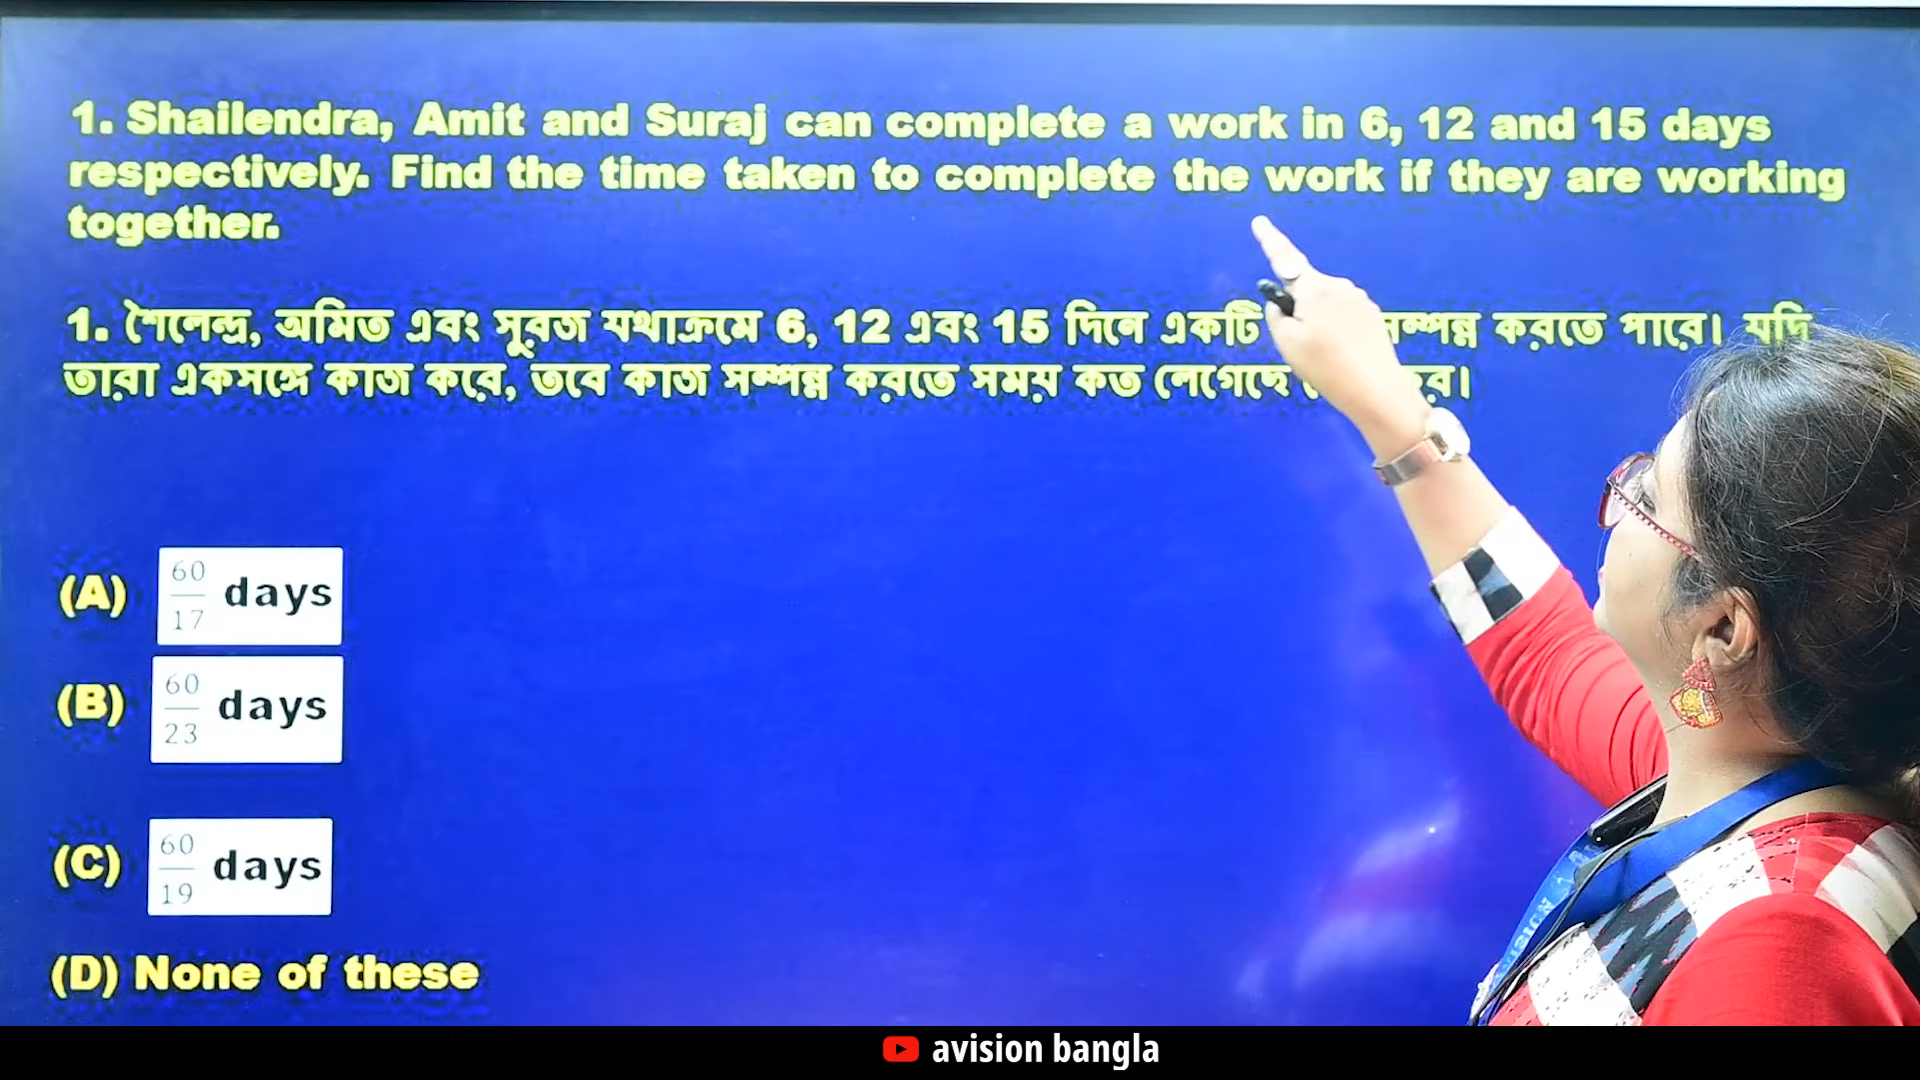 1. Shailendra, Amit and Suraj can complete a work in 6, 12 and 15 days
respectively. Find the time taken to complete the work if they are working
together.
1. শৈলেন্দ্র, অমিত এবং সুরজ যথাক্রমে 6, 12 এবং 15 দিনে একটি সম্পন্ন করতে পারে। যদি
তারা একসঙ্গে কাজ করে, তবে কাজ সম্পন্ন করতে সময় কত লেগেছে
(A) 60/17 days
(B) 60/23 days
(C) 60/19 days
(D) None of these
avision bangla